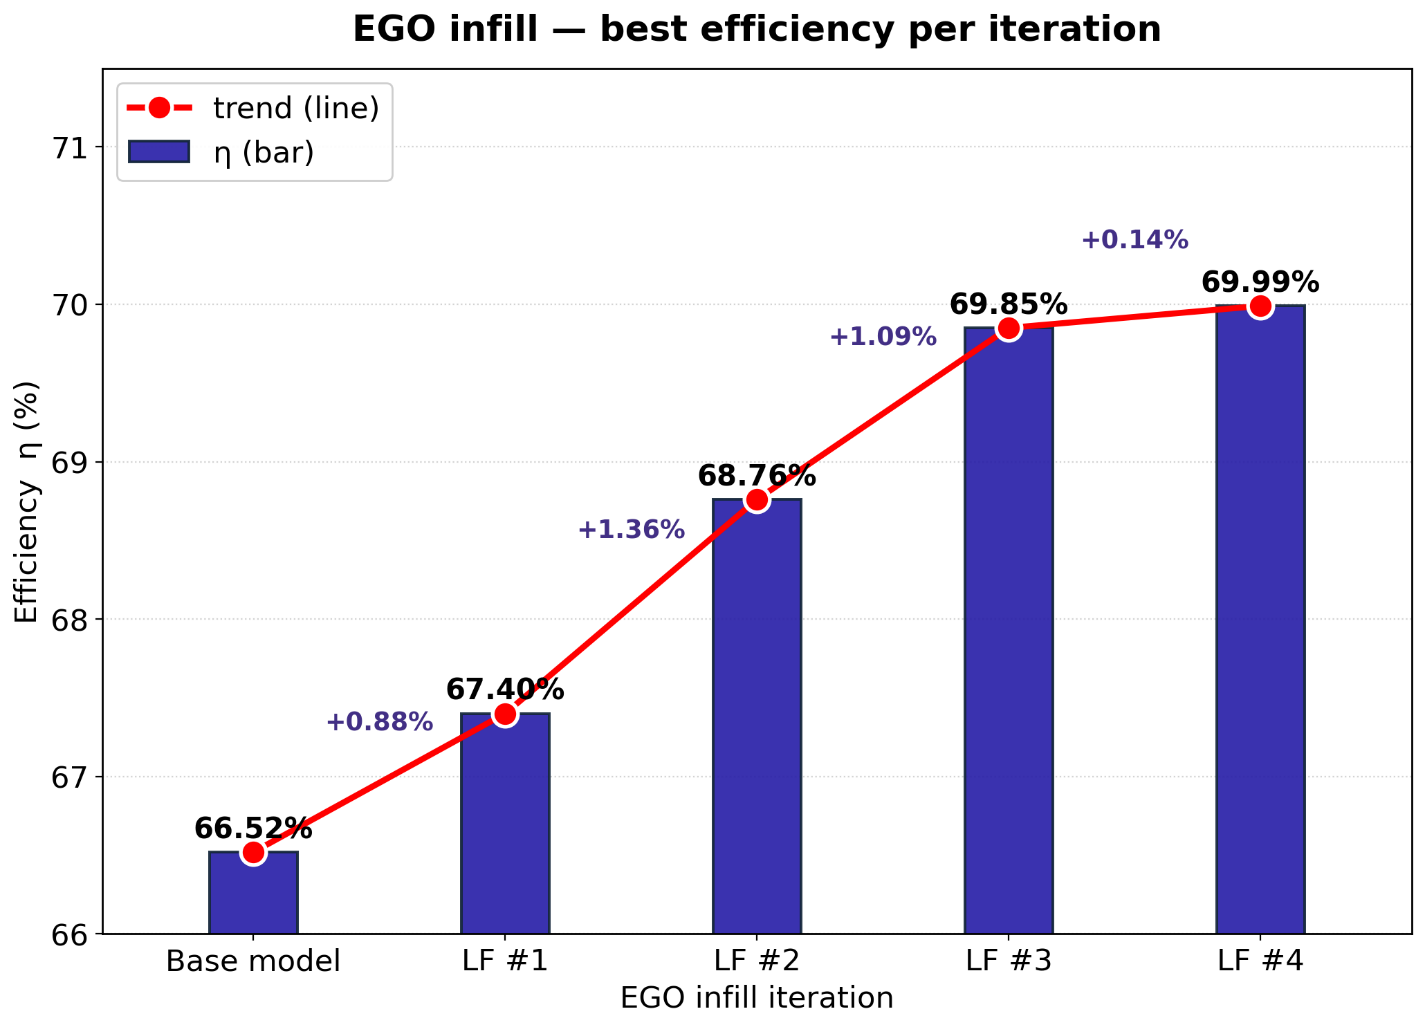 EGO infill — best efficiency per iteration
trend (line)
η (bar)
71
70
69
68
67
66
Efficiency η (%)
66.52%
+0.88%
67.40%
+1.36%
68.76%
+1.09%
69.85%
+0.14%
69.99%
Base model
LF #1
LF #2
LF #3
LF #4
EGO infill iteration